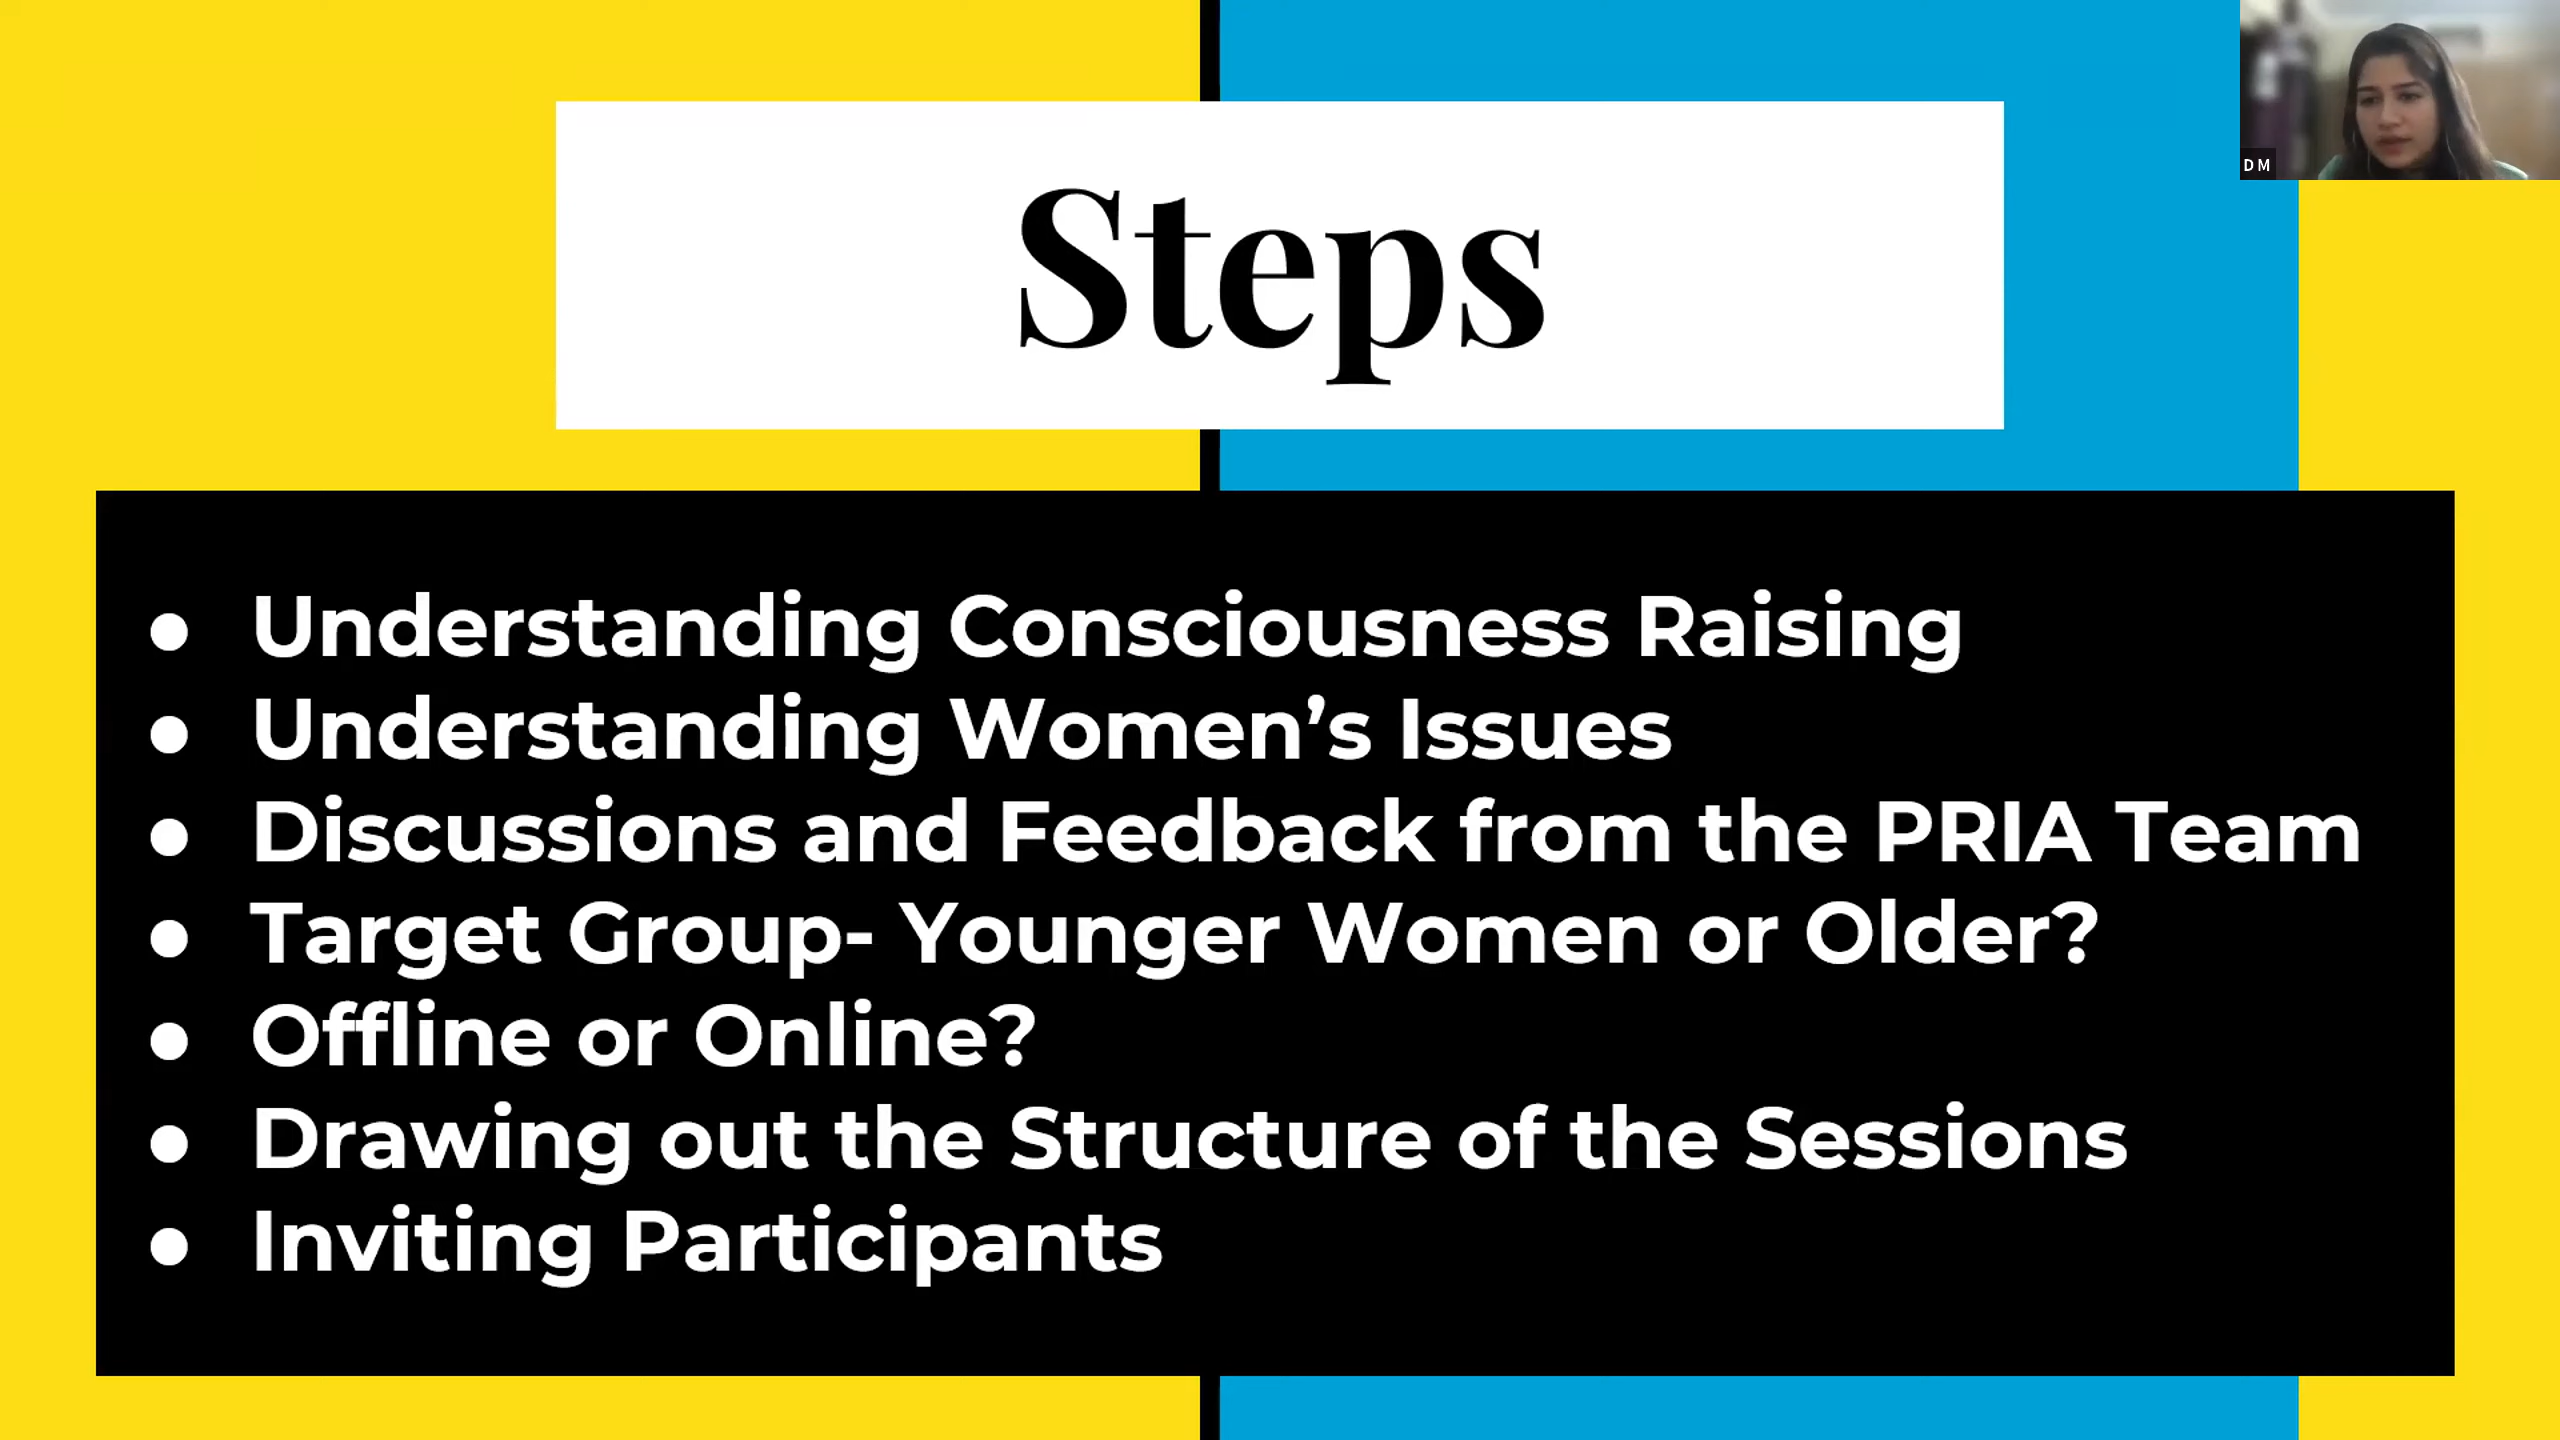 D M
Steps
● Understanding Consciousness Raising
● Understanding Women’s Issues
● Discussions and Feedback from the PRIA Team
● Target Group- Younger Women or Older?
● Offline or Online?
● Drawing out the Structure of the Sessions
● Inviting Participants